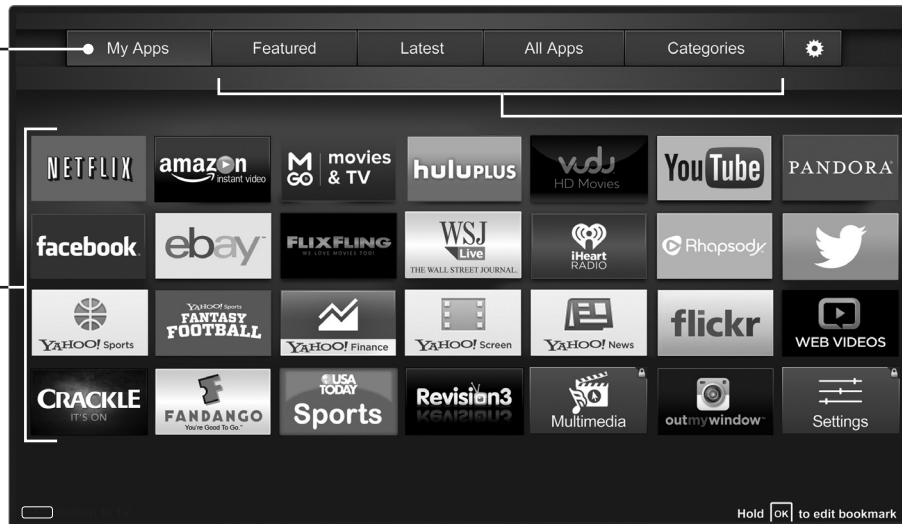 My Apps Featured Latest All Apps Categories
NETFLIX
amazon
instant video
M
GO
movies
& TV
huluPLUS
vudu
HD Movies
YouTube
PANDORA
facebook
ebay
FLIXFLING
WE LOVE MOVIES TOO!
WSJ
Live
THE WALL STREET JOURNAL.
iHeart
RADIO
Rhapsody
YAHOO! Sports
YAHOO! Sports
FANTASY
FOOTBALL
YAHOO! Finance
YAHOO! Screen
YAHOO! News
flickr
WEB VIDEOS
CRACKLE
IT'S ON
FANDANGO
You're Good To Go.™
USA
TODAY
Sports
Revision3
Multimedia
outmywindow™
Settings
Hold OK to edit bookmark